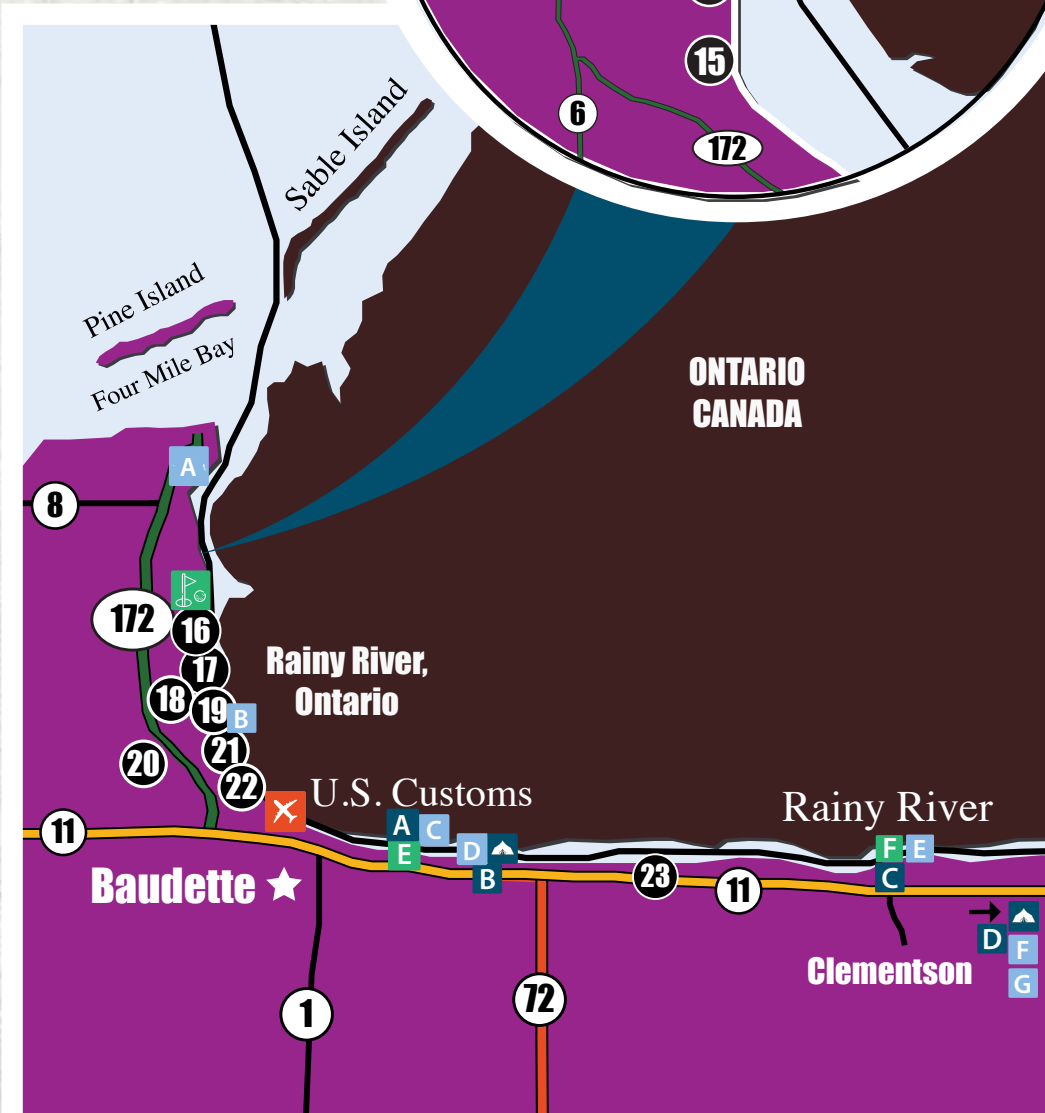 15
6
172
Sable Island
Pine Island
Four Mile Bay
ONTARIO
CANADA
A
8
172
16
17
18
19
B
20
21
22
Rainy River,
Ontario
U.S. Customs
Rainy River
11
A
C
E
D
B
23
11
F
E
C
Baudette
Clementson
D
F
G
1
72